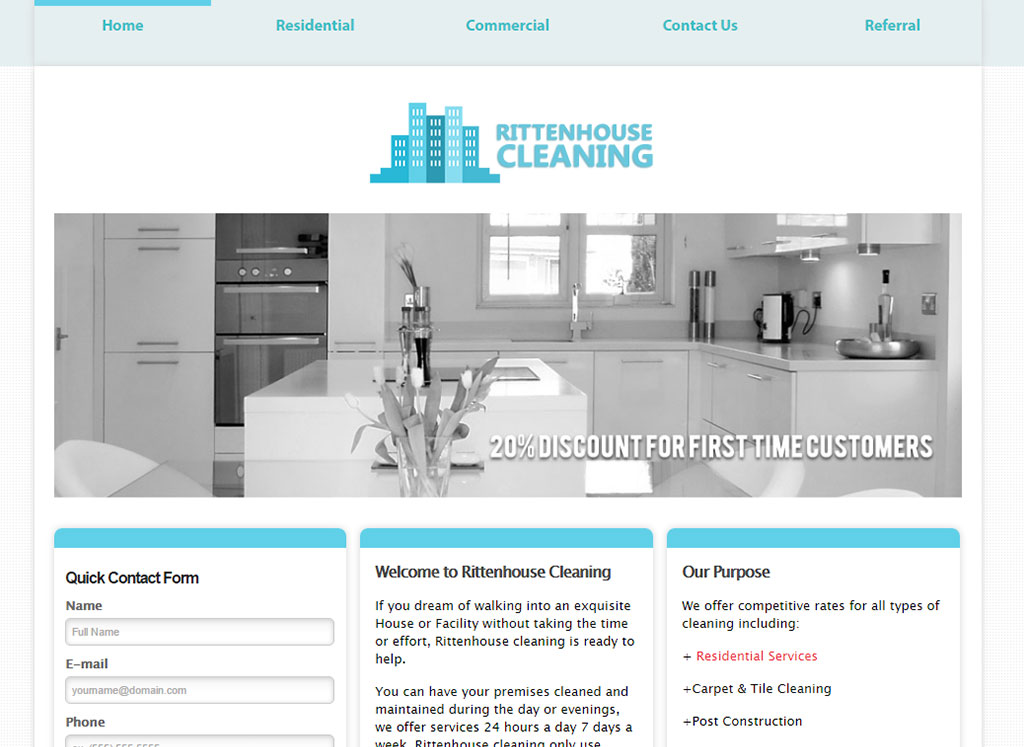 Home Residential Commercial Contact Us Referral
RITTENHOUSE
CLEANING
20% DISCOUNT FOR FIRST TIME CUSTOMERS
Quick Contact Form
Name
Full Name
E-mail
yourname@domain.com
Phone
Welcome to Rittenhouse Cleaning
If you dream of walking into an exquisite
House or Facility without taking the time
or effort, Rittenhouse cleaning is ready to
help.
You can have your premises cleaned and
maintained during the day or evenings,
we offer services 24 hours a day 7 days a
week. Rittenhouse cleaning only use
Our Purpose
We offer competitive rates for all types of
cleaning including:
+ Residential Services
+Carpet & Tile Cleaning
+Post Construction